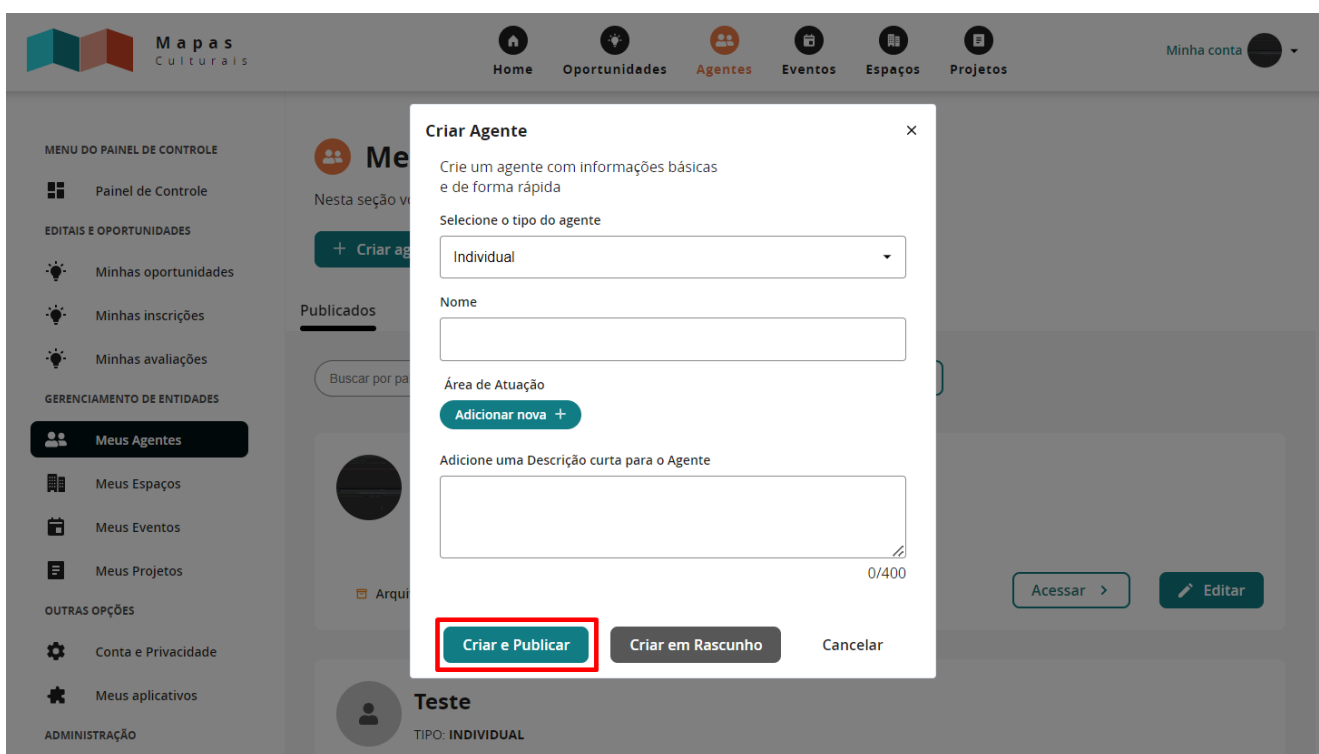 Mapas
Culturais
Home
Oportunidades
Agentes
Eventos
Espaços
Projetos
Minha conta
MENU DO PAINEL DE CONTROLE
Painel de Controle
EDITAIS E OPORTUNIDADES
Minhas oportunidades
Minhas inscrições
Minhas avaliações
GERENCIAMENTO DE ENTIDADES
Meus Agentes
Meus Espaços
Meus Eventos
Meus Projetos
OUTRAS OPÇÕES
Conta e Privacidade
Meus aplicativos
ADMINISTRAÇÃO
Me
Nesta seção v
+ Criar ag
Publicados
Buscar por pa
Arqui
Acessar >
Editar
Teste
TIPO: INDIVIDUAL
Criar Agente
×
Crie um agente com informações básicas
e de forma rápida
Selecione o tipo do agente
Individual
Nome
Área de Atuação
Adicionar nova +
Adicione uma Descrição curta para o Agente
0/400
Criar e Publicar
Criar em Rascunho
Cancelar